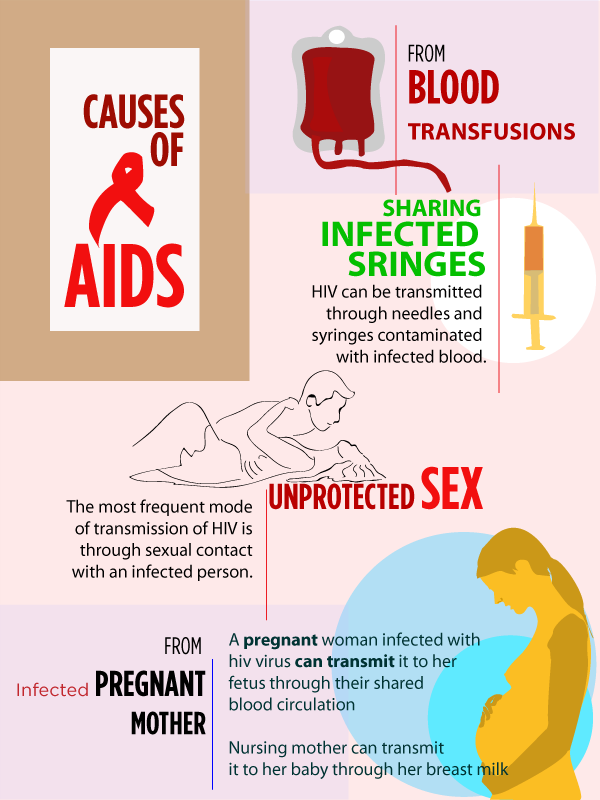 CAUSES
OF
AIDS
FROM
BLOOD
TRANSFUSIONS
SHARING
INFECTED
SRINGES
HIV can be transmitted
through needles and
syringes contaminated
with infected blood.
UNPROTECTED SEX
The most frequent mode
of transmission of HIV is
through sexual contact
with an infected person.
FROM
Infected PREGNANT
MOTHER
A pregnant woman infected with
hiv virus can transmit it to her
fetus through their shared
blood circulation
Nursing mother can transmit
it to her baby through her breast milk